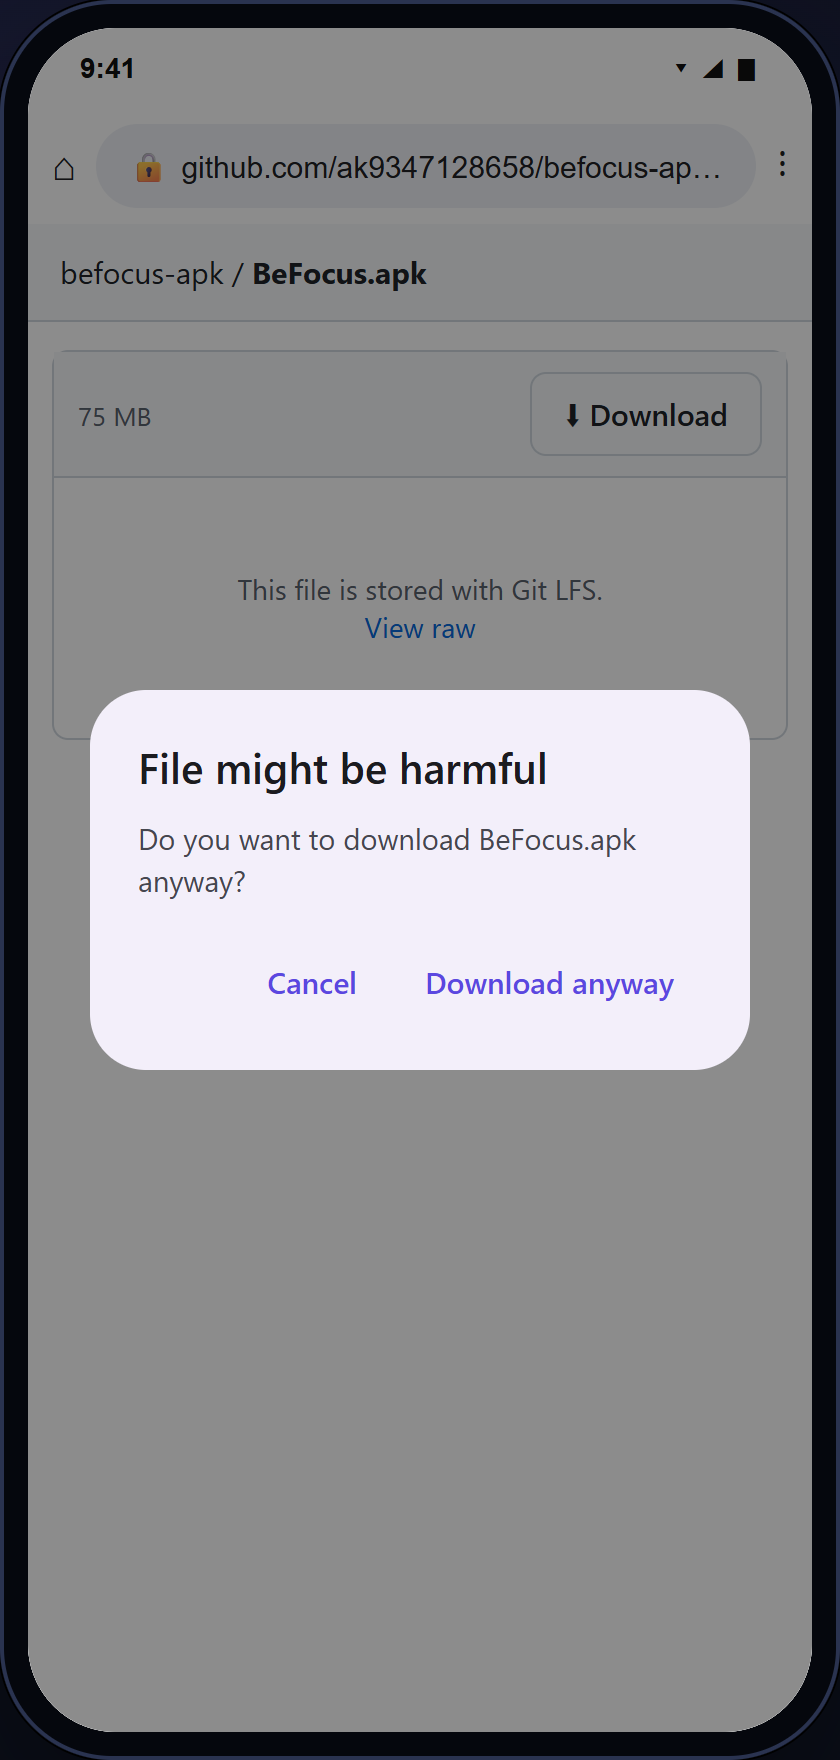 9:41
github.com/ak9347128658/befocus-ap…
befocus-apk / BeFocus.apk
75 MB
⬇ Download
This file is stored with Git LFS.
View raw
File might be harmful
Do you want to download BeFocus.apk
anyway?
Cancel
Download anyway